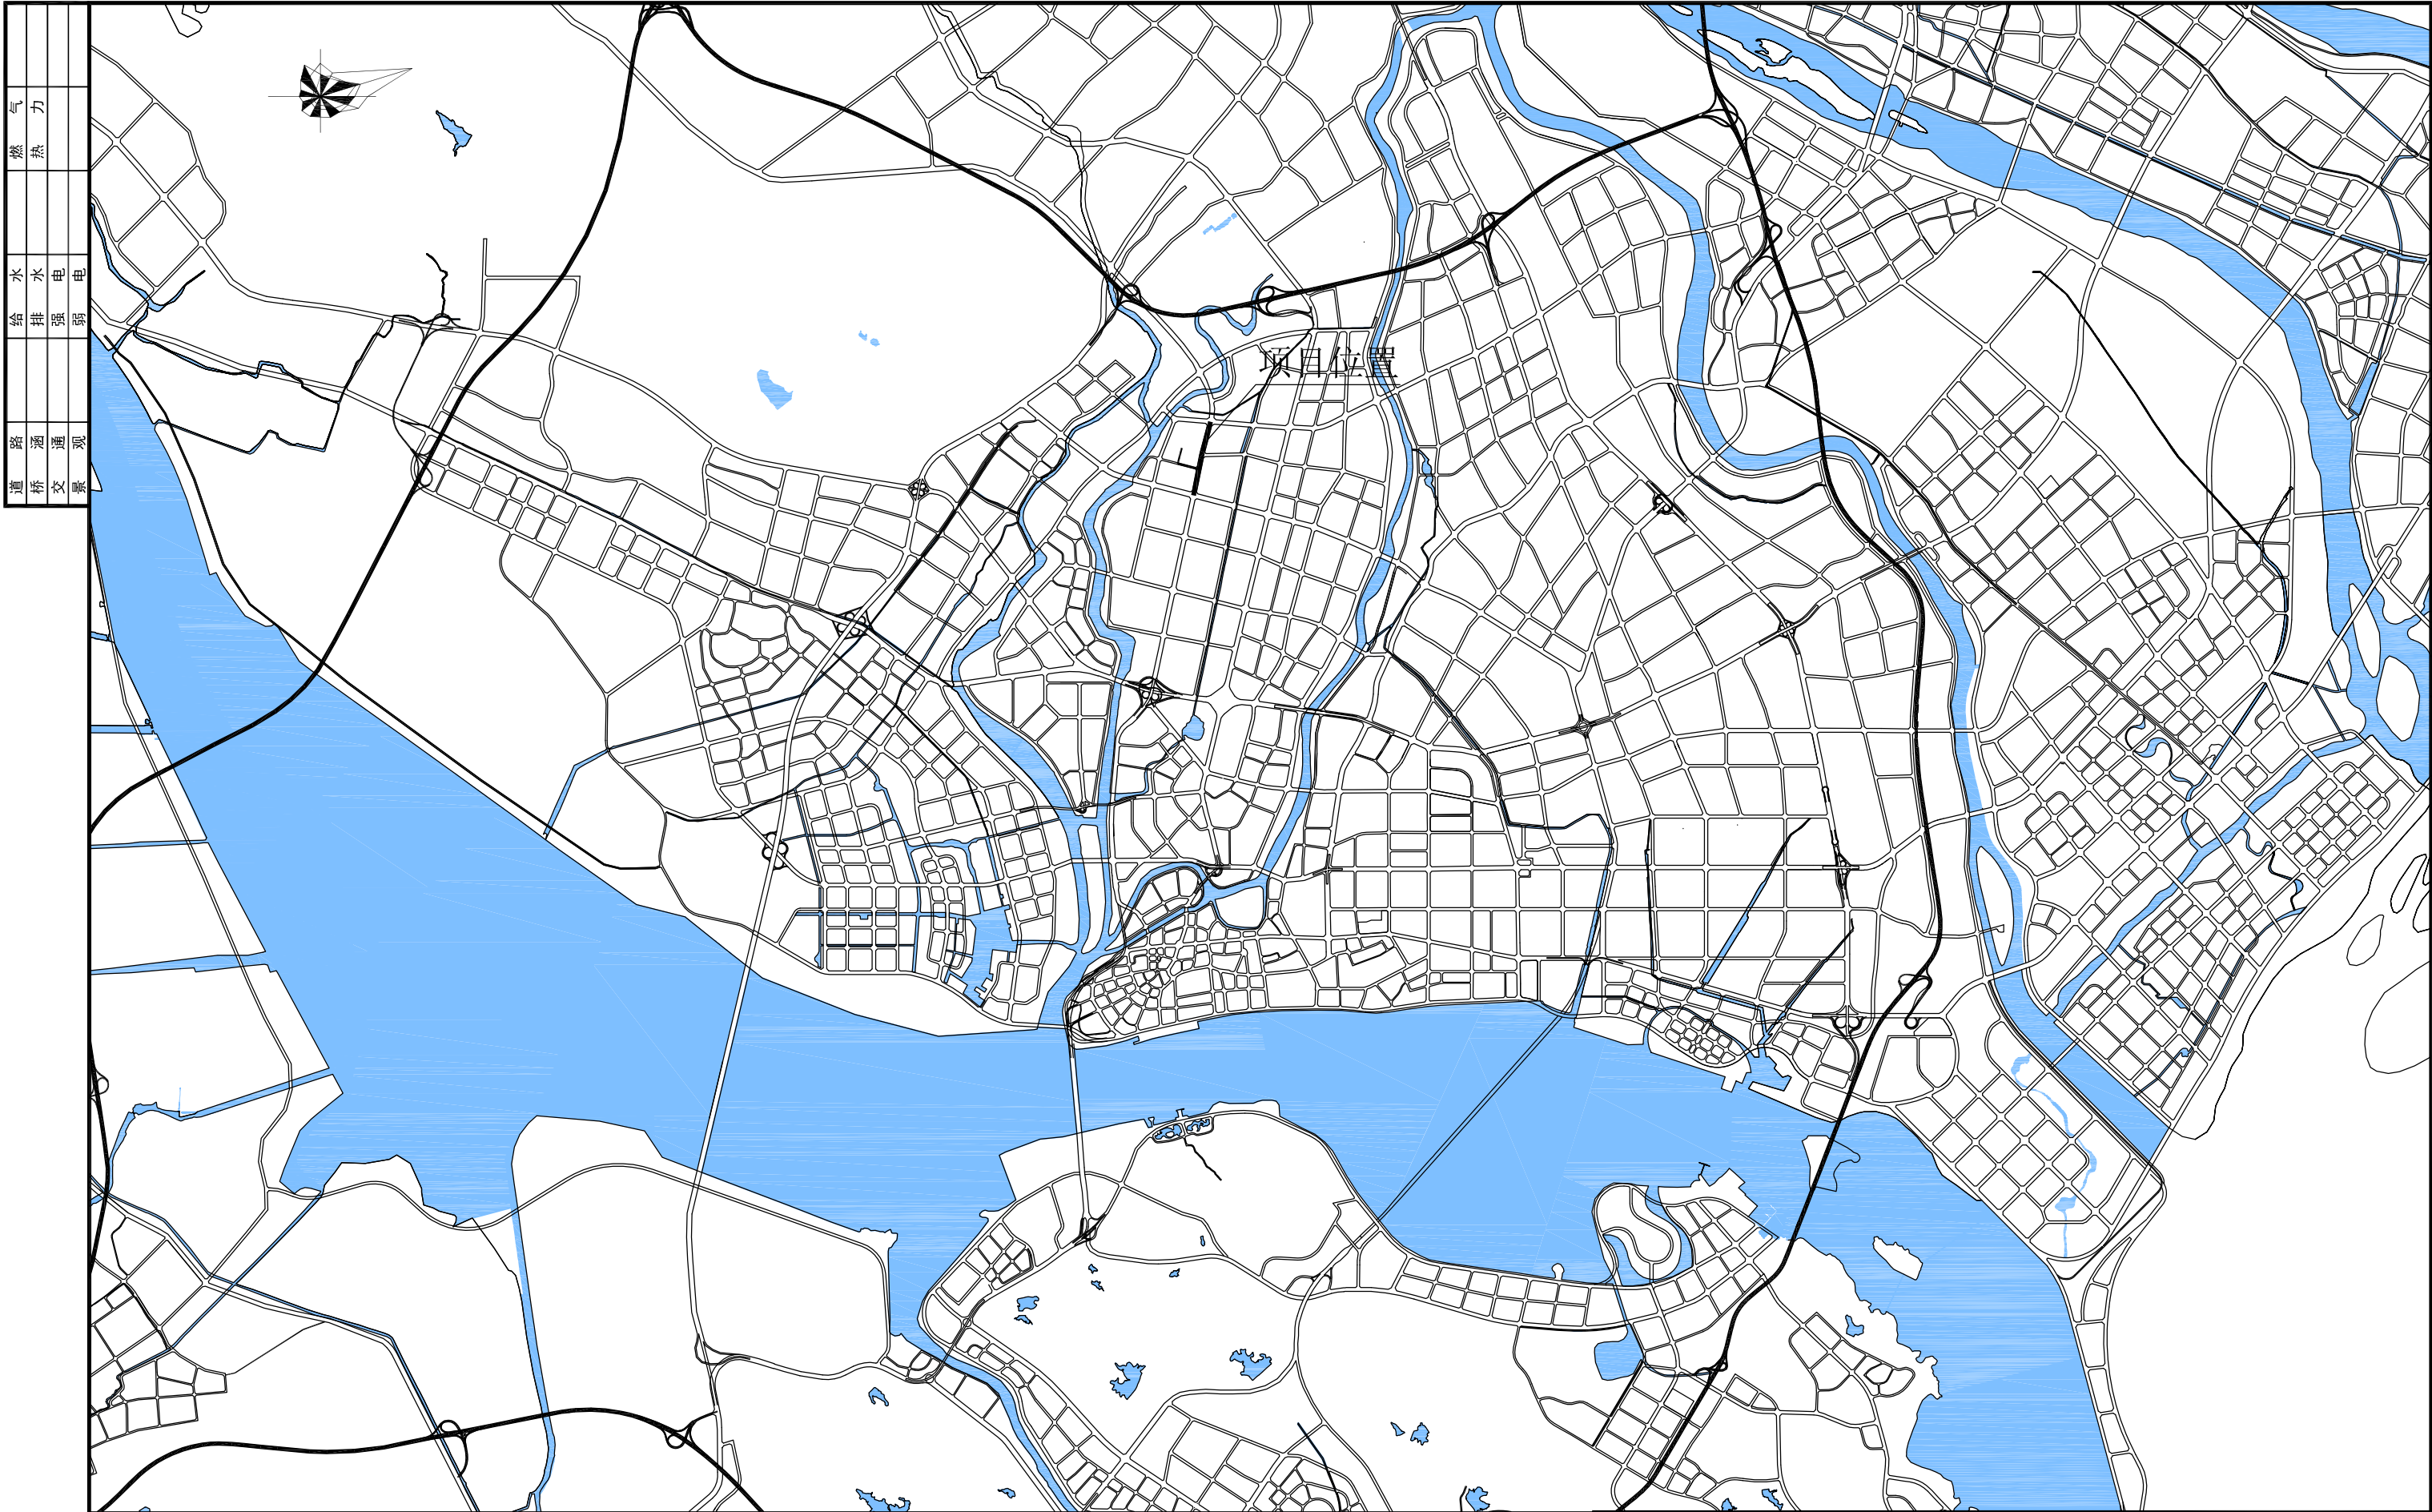 项目位置
道路
桥涵
交通
景观
给水
排水
强电
弱电
燃气
热力